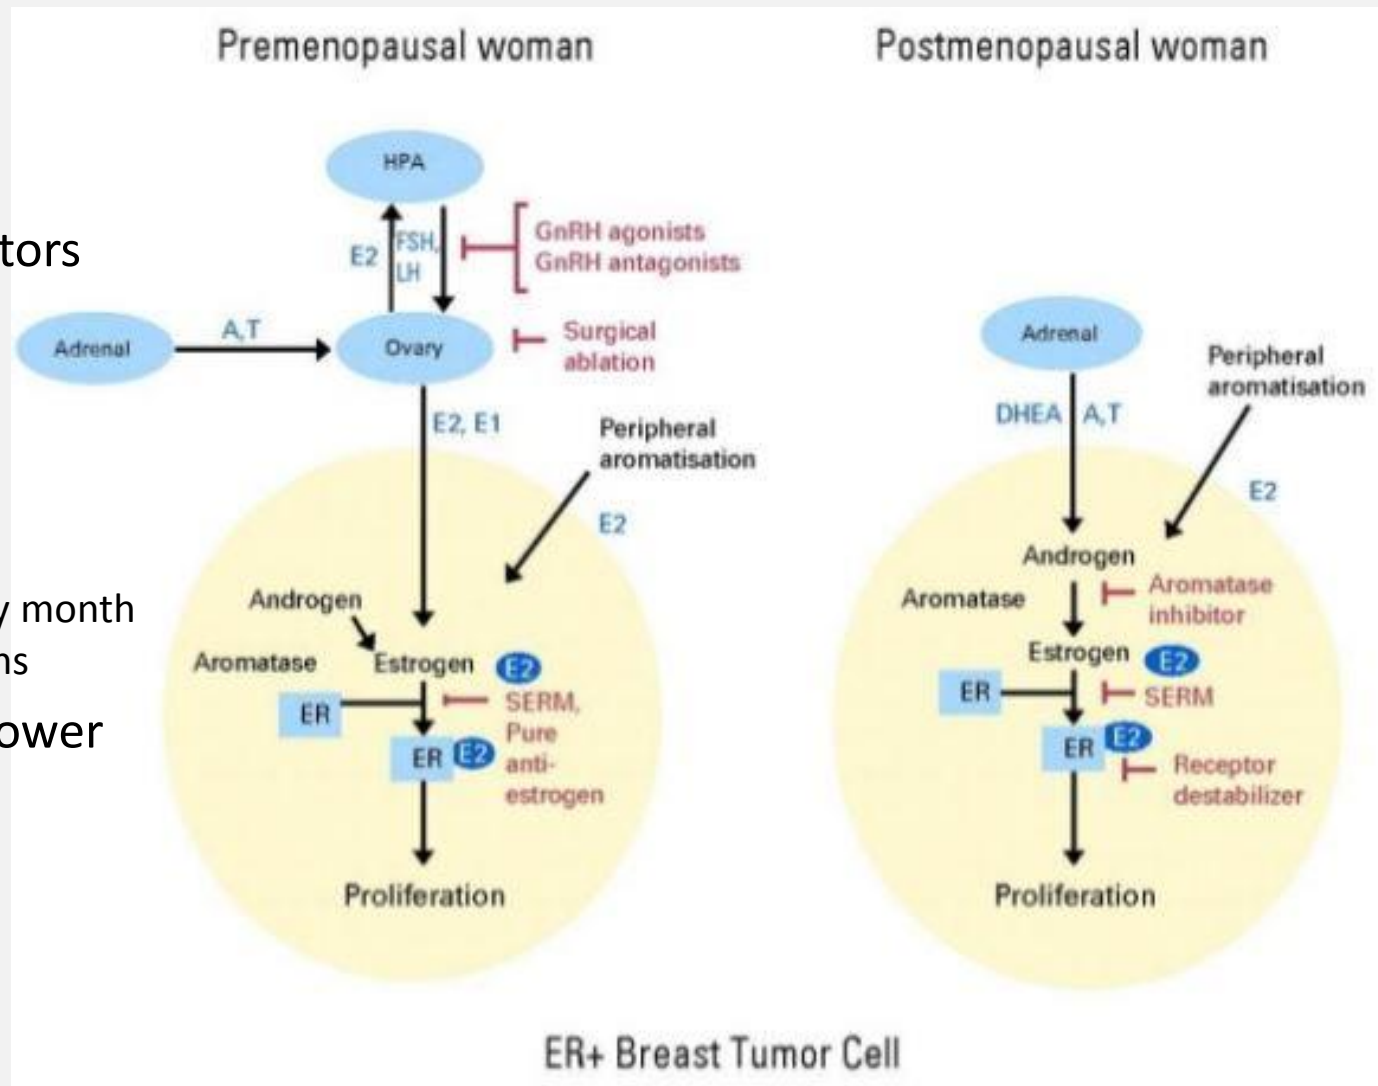 Premenopausal woman
Postmenopausal woman
tors
y month
ns
ower
HPA
E2
FSH,
LH
GnRH agonists
GnRH antagonists
Adrenal
A,T
Ovary
Surgical
ablation
E2, E1
Peripheral
aromatisation
E2
Androgen
Aromatase
Estrogen
E2
ER
SERM,
Pure
anti-
estrogen
ER
E2
Proliferation
Adrenal
Peripheral
aromatisation
DHEA
A,T
E2
Androgen
Aromatase
Aromatase
inhibitor
Estrogen
E2
ER
SERM
ER
E2
Receptor
destabilizer
Proliferation
ER+ Breast Tumor Cell